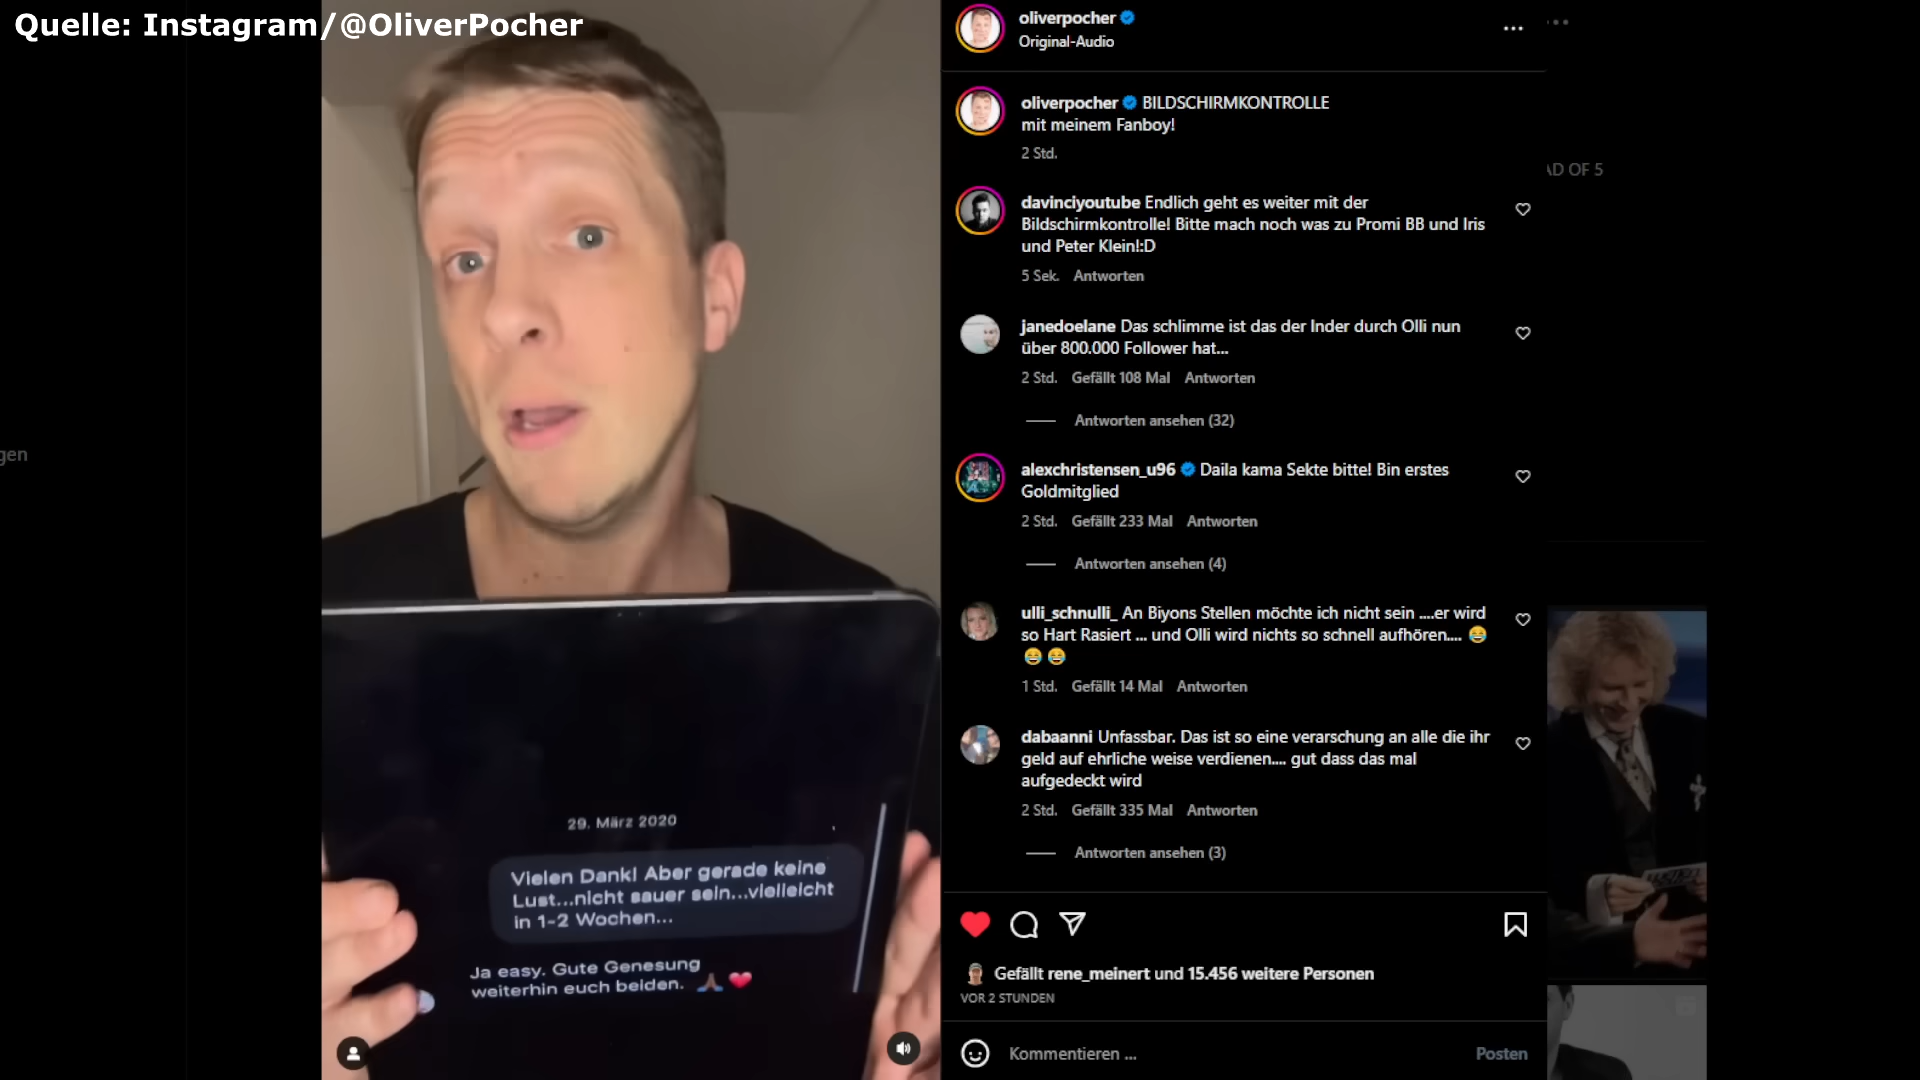 Quelle: Instagram/@OliverPocher
oliverpocher
Original-Audio
AD OF 5
gen
oliverpocher BILDSCHIRMKONTROLLE
mit meinem Fanboy!
2 Std.
davinciyoutube Endlich geht es weiter mit der
Bildschirmkontrolle! Bitte mach noch was zu Promi BB und Iris
und Peter Klein!:D
5 Sek. Antworten
janedoelane Das schlimme ist das der Inder durch Olli nun
über 800.000 Follower hat...
2 Std. Gefällt 108 Mal Antworten
Antworten ansehen (32)
alexchristensen_u96 Daila kama Sekte bitte! Bin erstes
Goldmitglied
2 Std. Gefällt 233 Mal Antworten
Antworten ansehen (4)
ulli_schnulli_ An Biyons Stellen möchte ich nicht sein ....er wird
so Hart Rasiert ... und Olli wird nichts so schnell aufhören.... 😂
😂 😂
1 Std. Gefällt 14 Mal Antworten
dabaanni Unfassbar. Das ist so eine verarschung an alle die ihr
geld auf ehrliche weise verdienen.... gut dass das mal
aufgedeckt wird
2 Std. Gefällt 335 Mal Antworten
Antworten ansehen (3)
Gefällt rene_meinert und 15.456 weitere Personen
VOR 2 STUNDEN
Kommentieren ... Posten
29. März 2020
Vielen Dank! Aber gerade keine
Lust...nicht sauer sein...vielleicht
in 1-2 Wochen...
Ja easy. Gute Genesung
weiterhin euch beiden. 🙏🏾 ❤️